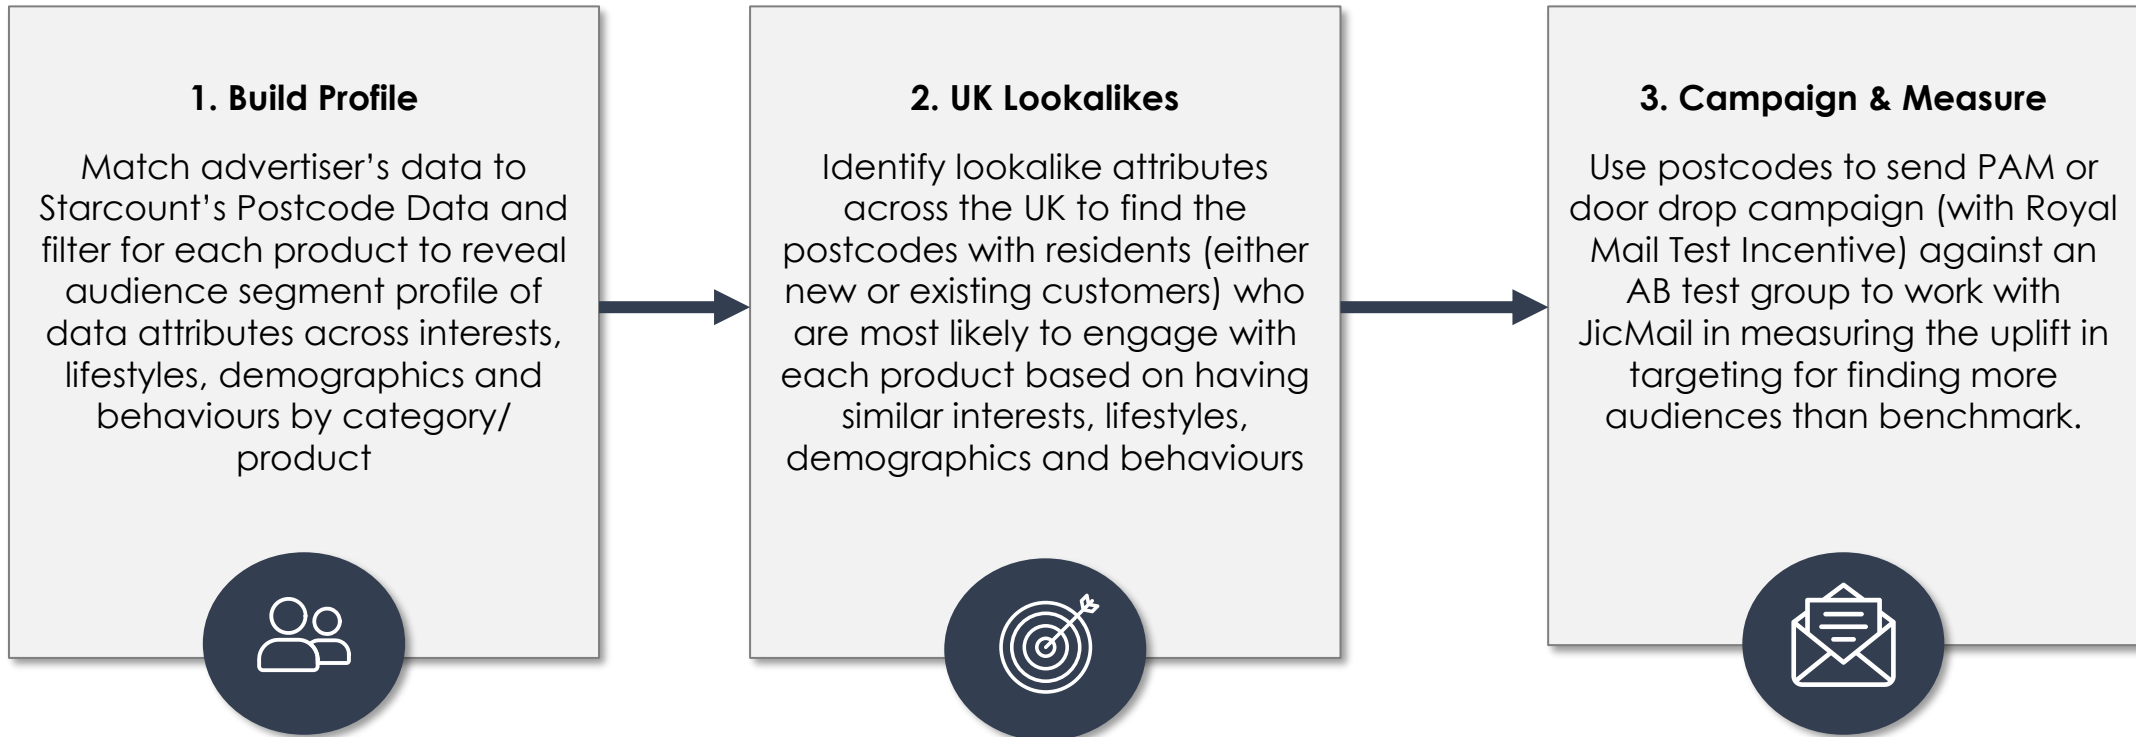 1. Build Profile
Match advertiser’s data to
Starcount’s Postcode Data and
filter for each product to reveal
audience segment profile of
data attributes across interests,
lifestyles, demographics and
behaviours by category/
product
2. UK Lookalikes
Identify lookalike attributes
across the UK to find the
postcodes with residents (either
new or existing customers) who
are most likely to engage with
each product based on having
similar interests, lifestyles,
demographics and behaviours
3. Campaign & Measure
Use postcodes to send PAM or
door drop campaign (with Royal
Mail Test Incentive) against an
AB test group to work with
JicMail in measuring the uplift in
targeting for finding more
audiences than benchmark.